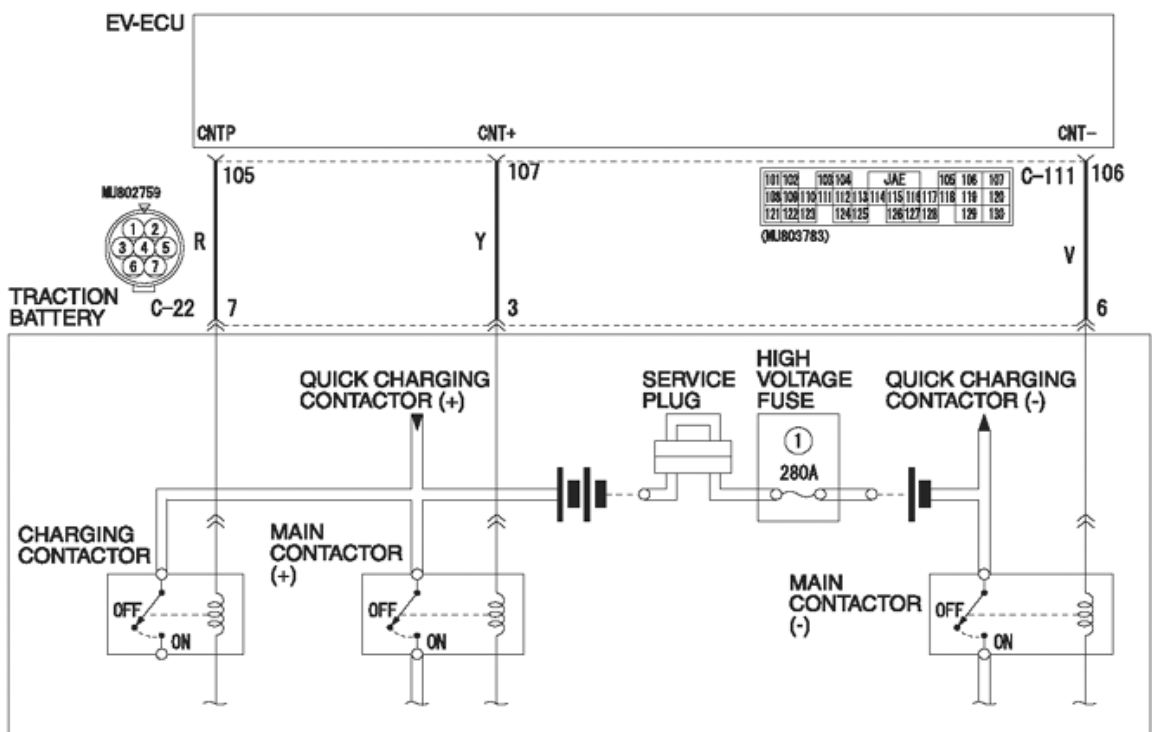 EV-ECU
CNTP
CNT+
CNT-
105
107
C-111
106
MU802759
1 2
3 4 5
6 7
101 102 103 104 JAE 105 106 107
108 109 110 111 112 113 114 115 116 117 118 119 120
121 122 123 124 125 126 127 128 129 130
(MU803783)
R
Y
V
TRACTION
BATTERY
C-22
7
3
6
QUICK CHARGING
CONTACTOR (+)
SERVICE
PLUG
HIGH
VOLTAGE
FUSE
1
280A
QUICK CHARGING
CONTACTOR (-)
CHARGING
CONTACTOR
OFF
ON
MAIN
CONTACTOR
(+)
OFF
ON
MAIN
CONTACTOR
(-)
OFF
ON